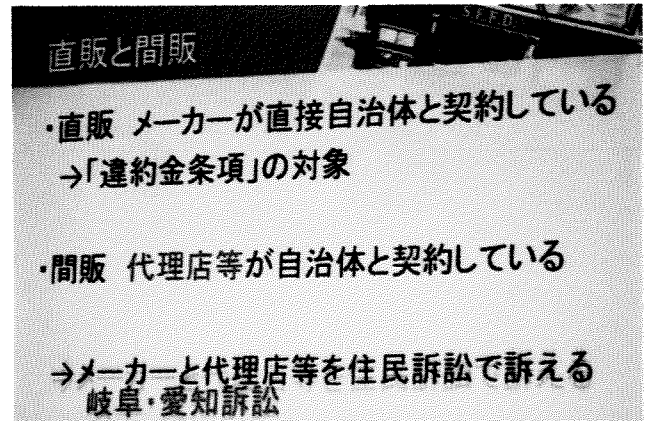 S.F.F.D.
直販と間販
・直販 メーカーが直接自治体と契約している
→「違約金条項」の対象
・間販 代理店等が自治体と契約している
→メーカーと代理店等を住民訴訟で訴える
岐阜・愛知訴訟